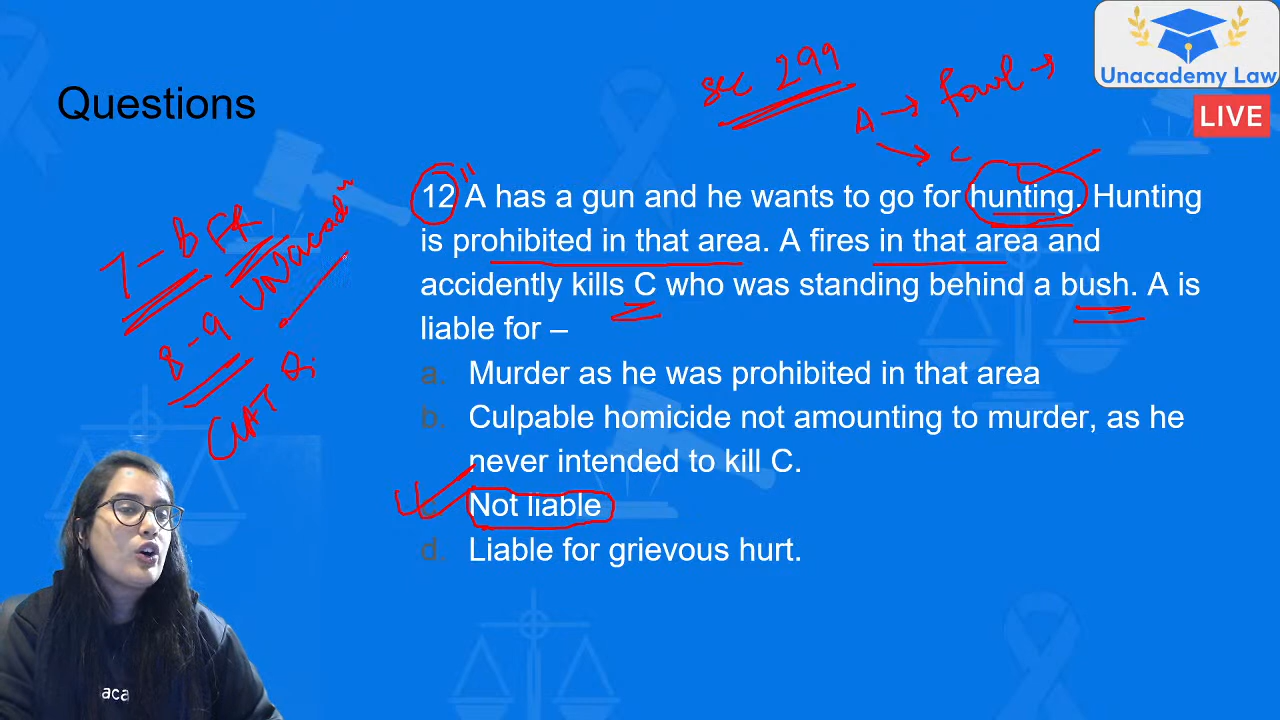 Unacademy Law
LIVE
Questions
sec 299
A → fowl →
→ C
12 A has a gun and he wants to go for hunting. Hunting
is prohibited in that area. A fires in that area and
accidently kills C who was standing behind a bush. A is
liable for –
a. Murder as he was prohibited in that area
b. Culpable homicide not amounting to murder, as he
never intended to kill C.
Not liable
d. Liable for grievous hurt.
7 - 8
8 - 9
CLAT
aca